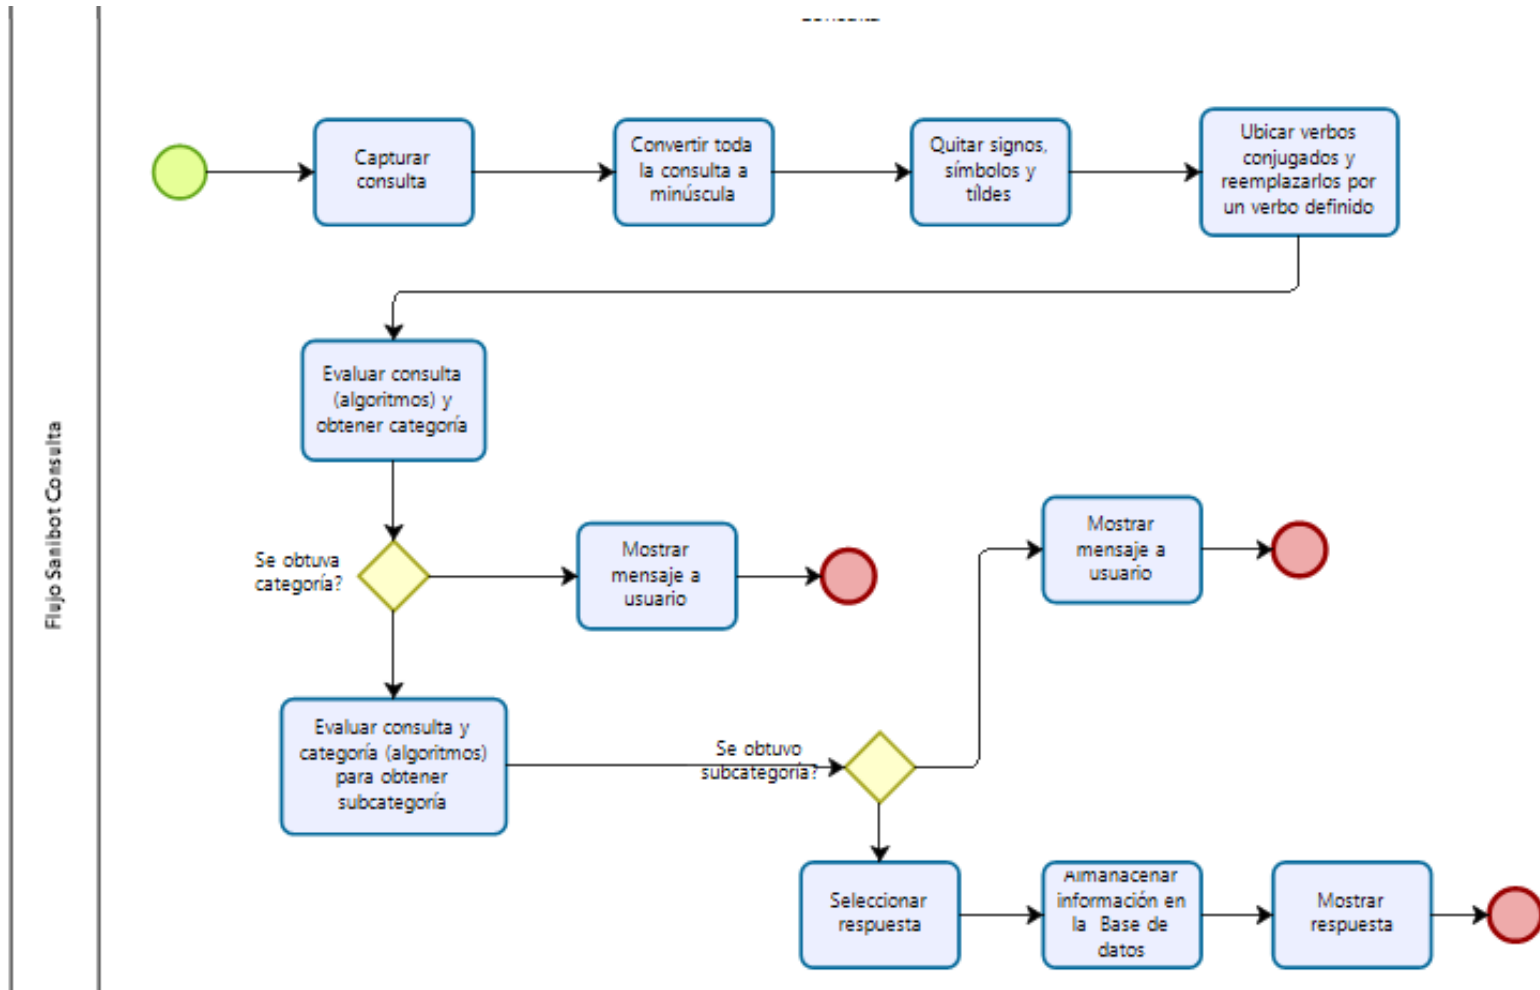 Flujo Sanibot Consulta
Capturar
consulta
Convertir toda
la consulta a
minúscula
Quitar signos,
símbolos y
tíldes
Ubicar verbos
conjugados y
reemplazarlos por
un verbo definido
Evaluar consulta
(algoritmos) y
obtener categoría
Se obtuva
categoría?
Mostrar
mensaje a
usuario
Mostrar
mensaje a
usuario
Evaluar consulta y
categoría (algoritmos)
para obtener
subcategoría
Se obtuvo
subcategoría?
Seleccionar
respuesta
Almanacenar
información en
la Base de
datos
Mostrar
respuesta